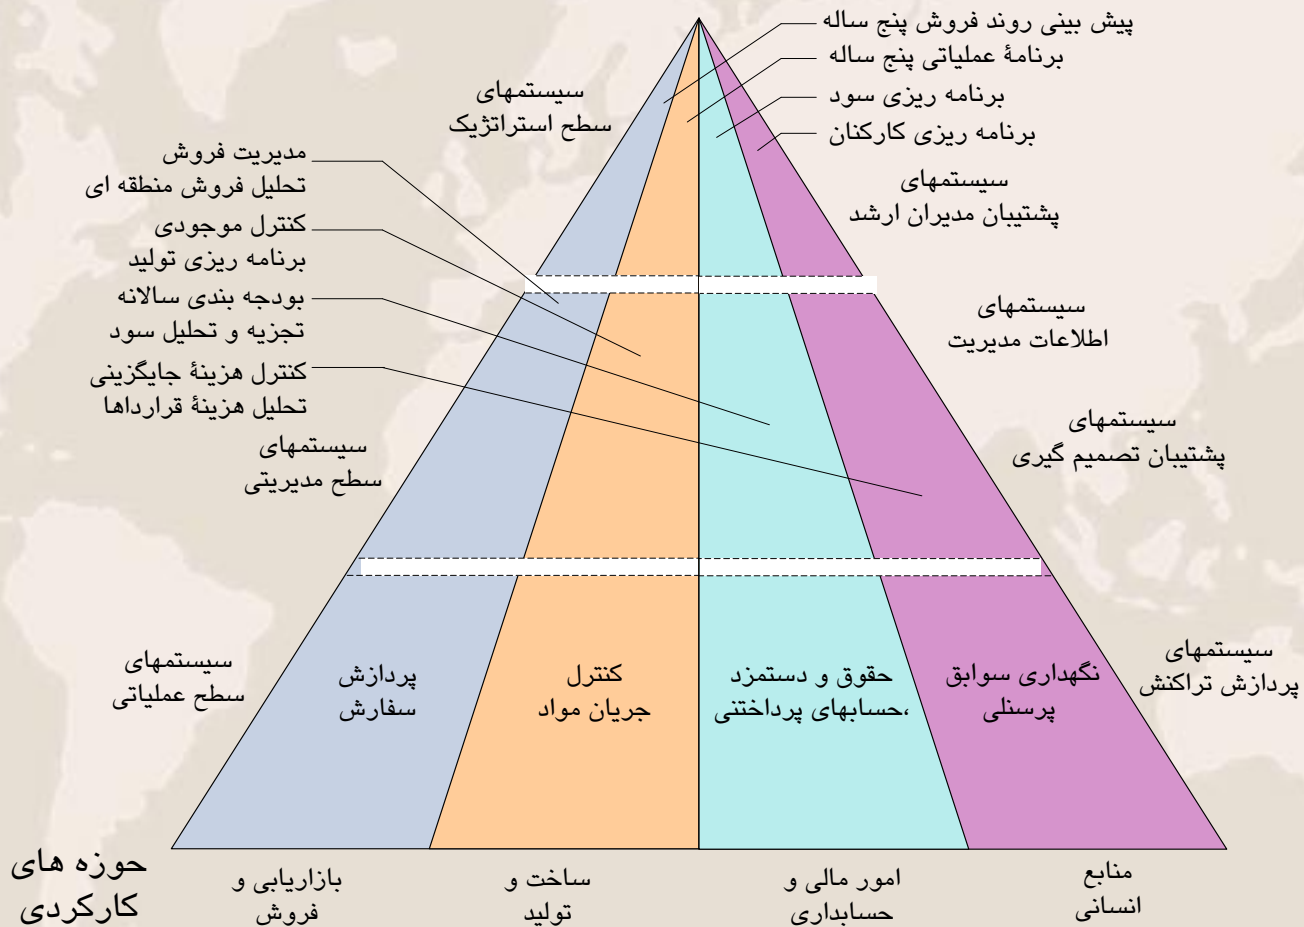 پیش بینی روند فروش پنج ساله
برنامۀ عملیاتی پنج ساله
برنامه ریزی سود
برنامه ریزی کارکنان
سیستمهای
سطح استراتژیک
سیستمهای
پشتیبان مدیران ارشد
مدیریت فروش
تحلیل فروش منطقه ای
کنترل موجودی
برنامه ریزی تولید
بودجه بندی سالانه
تجزیه و تحلیل سود
کنترل هزینۀ جایگزینی
تحلیل هزینۀ قرارداها
سیستمهای
اطلاعات مدیریت
سیستمهای
پشتیبان تصمیم گیری
سیستمهای
سطح مدیریتی
سیستمهای
پردازش تراکنش
نگهداری سوابق
پرسنلی
حقوق و دستمزد
،حسابهای پرداختنی
کنترل
جریان مواد
پردازش
سفارش
سیستمهای
سطح عملیاتی
منابع
انسانی
امور مالی و
حسابداری
ساخت و
تولید
بازاریابی و
فروش
حوزه های
کارکردی